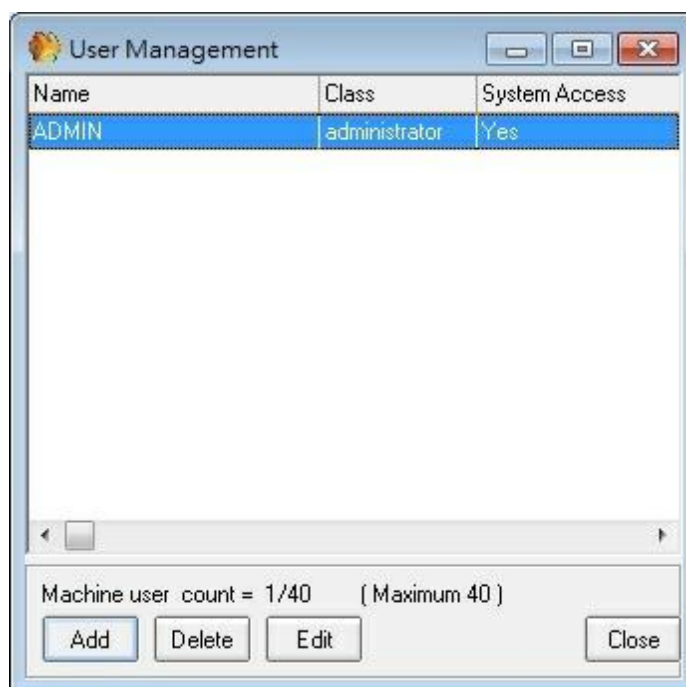 User Management
Name Class System Access
ADMIN administrator Yes
Machine user count = 1/40 ( Maximum 40 )
Add Delete Edit Close